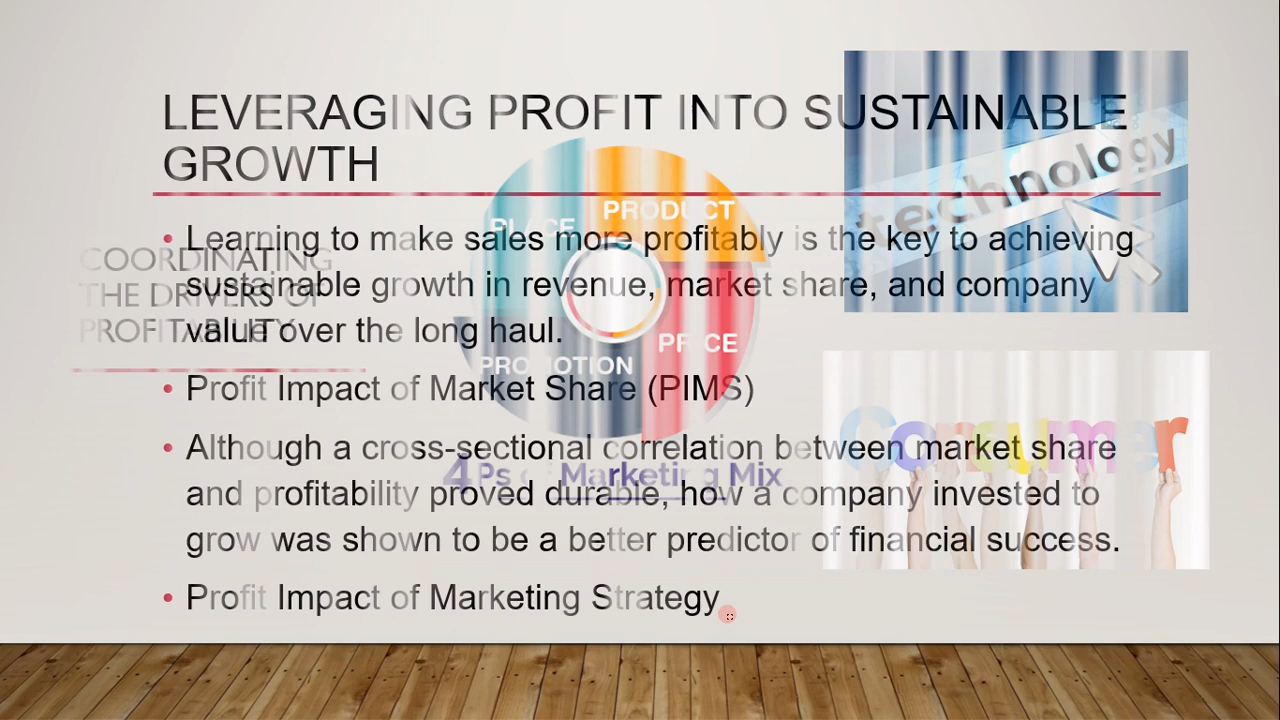 LEVERAGING PROFIT INTO SUSTAINABLE
GROWTH
• Learning to make sales more profitably is the key to achieving
sustainable growth in revenue, market share, and company
value over the long haul.
• Profit Impact of Market Share (PIMS)
• Although a cross-sectional correlation between market share
and profitability proved durable, how a company invested to
grow was shown to be a better predictor of financial success.
• Profit Impact of Marketing Strategy
COORDINATING
THE DRIVERS OF
PROFITABILITY
PLACE
PRODUCT
PROMOTION
PRICE
4 Ps of Marketing Mix
technology
Consumer